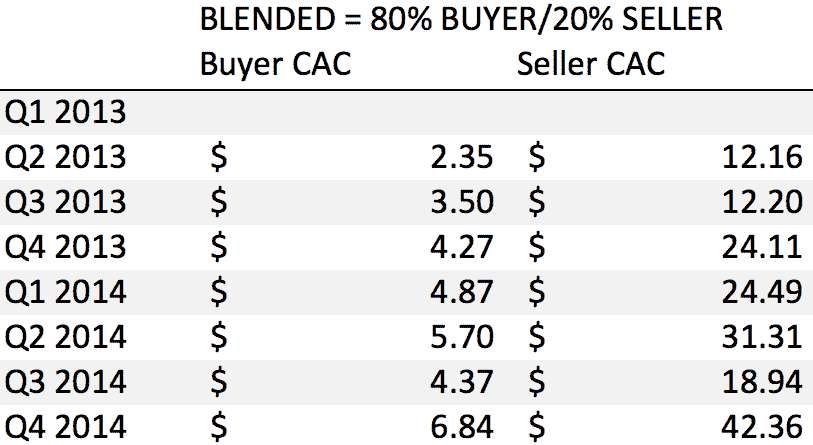 BLENDED = 80% BUYER/20% SELLER
Buyer CAC Seller CAC
Q1 2013
Q2 2013 $ 2.35 $ 12.16
Q3 2013 $ 3.50 $ 12.20
Q4 2013 $ 4.27 $ 24.11
Q1 2014 $ 4.87 $ 24.49
Q2 2014 $ 5.70 $ 31.31
Q3 2014 $ 4.37 $ 18.94
Q4 2014 $ 6.84 $ 42.36